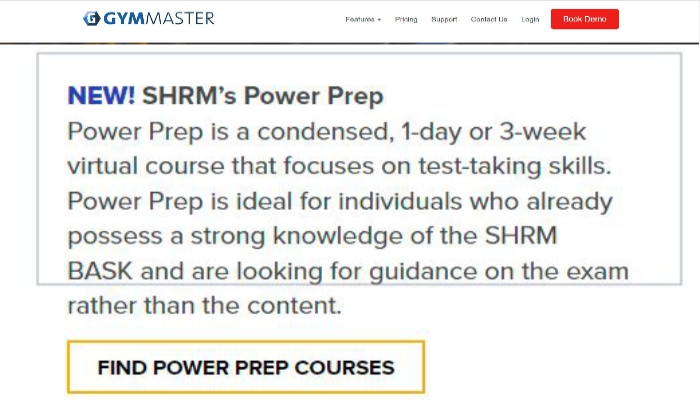 GYMMASTER
Features Pricing Support Contact Us Login Book Demo
NEW! SHRM’s Power Prep
Power Prep is a condensed, 1-day or 3-week
virtual course that focuses on test-taking skills.
Power Prep is ideal for individuals who already
possess a strong knowledge of the SHRM
BASK and are looking for guidance on the exam
rather than the content.
FIND POWER PREP COURSES